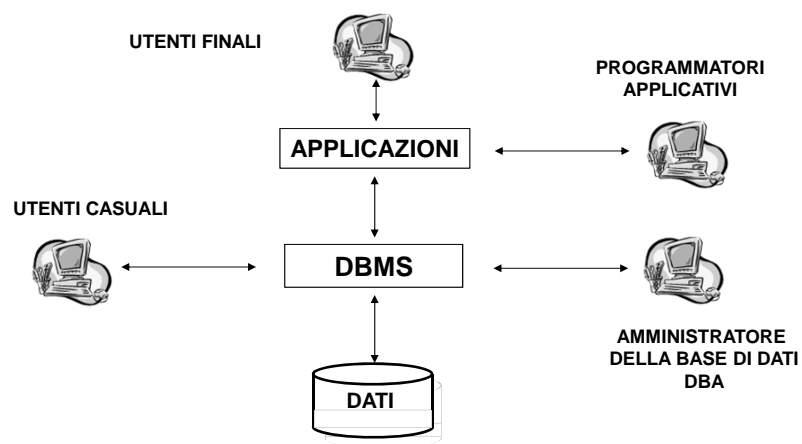 UTENTI FINALI
PROGRAMMATORI
APPLICATIVI
APPLICAZIONI
UTENTI CASUALI
DBMS
AMMINISTRATORE
DELLA BASE DI DATI
DBA
DATI